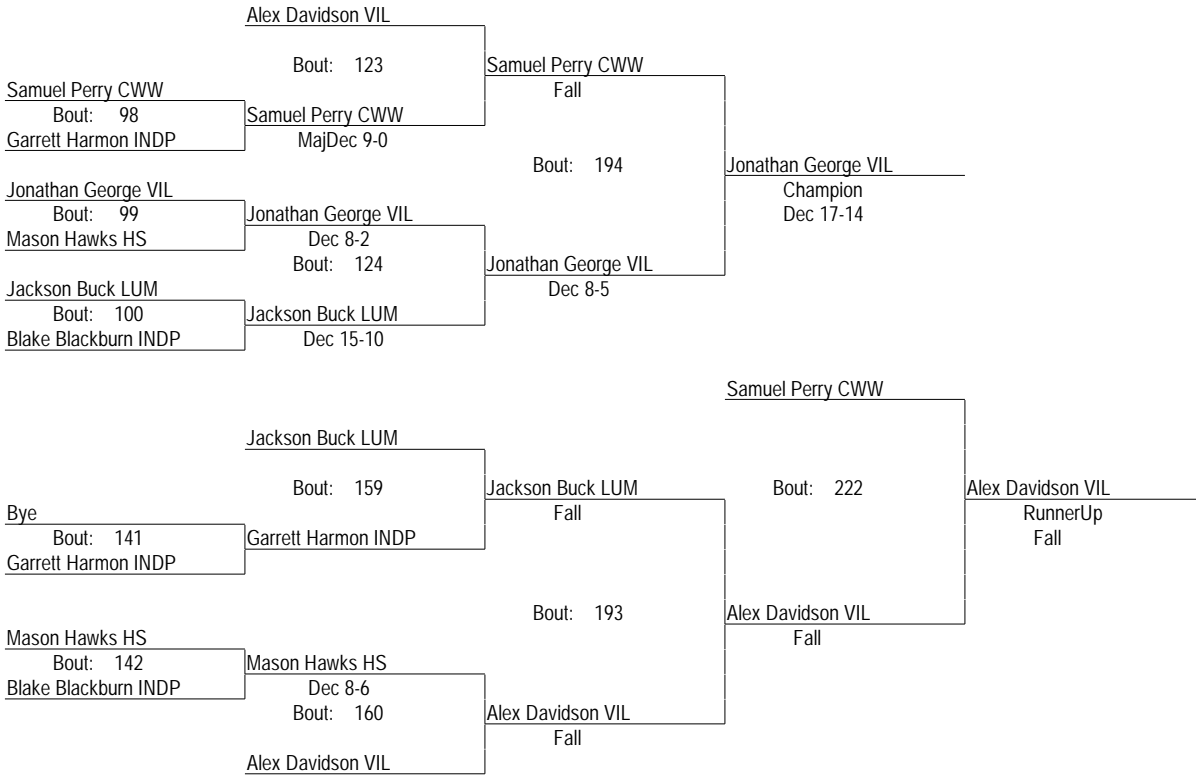 Alex Davidson VIL
Bout: 123
Samuel Perry CWW
Samuel Perry CWW
Fall
Bout: 98
Samuel Perry CWW
Garrett Harmon INDP
MajDec 9-0
Bout: 194
Jonathan George VIL
Jonathan George VIL
Champion
Bout: 99
Jonathan George VIL
Dec 17-14
Mason Hawks HS
Dec 8-2
Bout: 124
Jonathan George VIL
Jackson Buck LUM
Dec 8-5
Bout: 100
Jackson Buck LUM
Blake Blackburn INDP
Dec 15-10
Samuel Perry CWW
Jackson Buck LUM
Bout: 159
Jackson Buck LUM
Bout: 222
Alex Davidson VIL
Bye
Fall
RunnerUp
Bout: 141
Garrett Harmon INDP
Fall
Garrett Harmon INDP
Bout: 193
Alex Davidson VIL
Mason Hawks HS
Fall
Bout: 142
Mason Hawks HS
Blake Blackburn INDP
Dec 8-6
Bout: 160
Alex Davidson VIL
Fall
Alex Davidson VIL